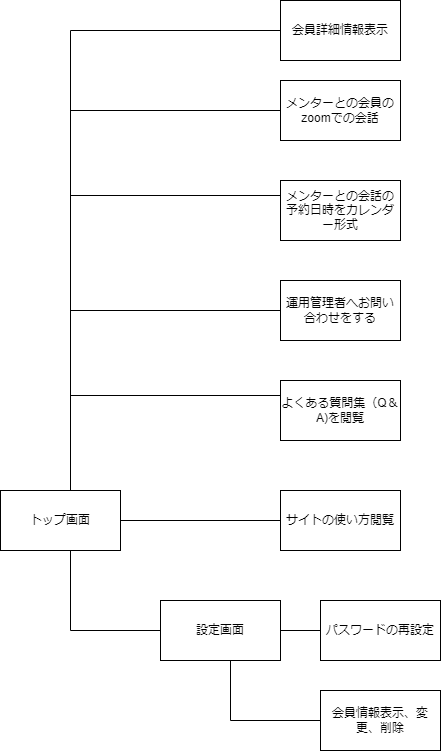 会員詳細情報表示
メンターとの会員の
zoomでの会話
メンターとの会話の
予約日時をカレンダ
ー形式
運用管理者へお問い
合わせをする
よくある質問集（Q&
A)を閲覧
トップ画面
サイトの使い方閲覧
設定画面
パスワードの再設定
会員情報表示、変
更、削除